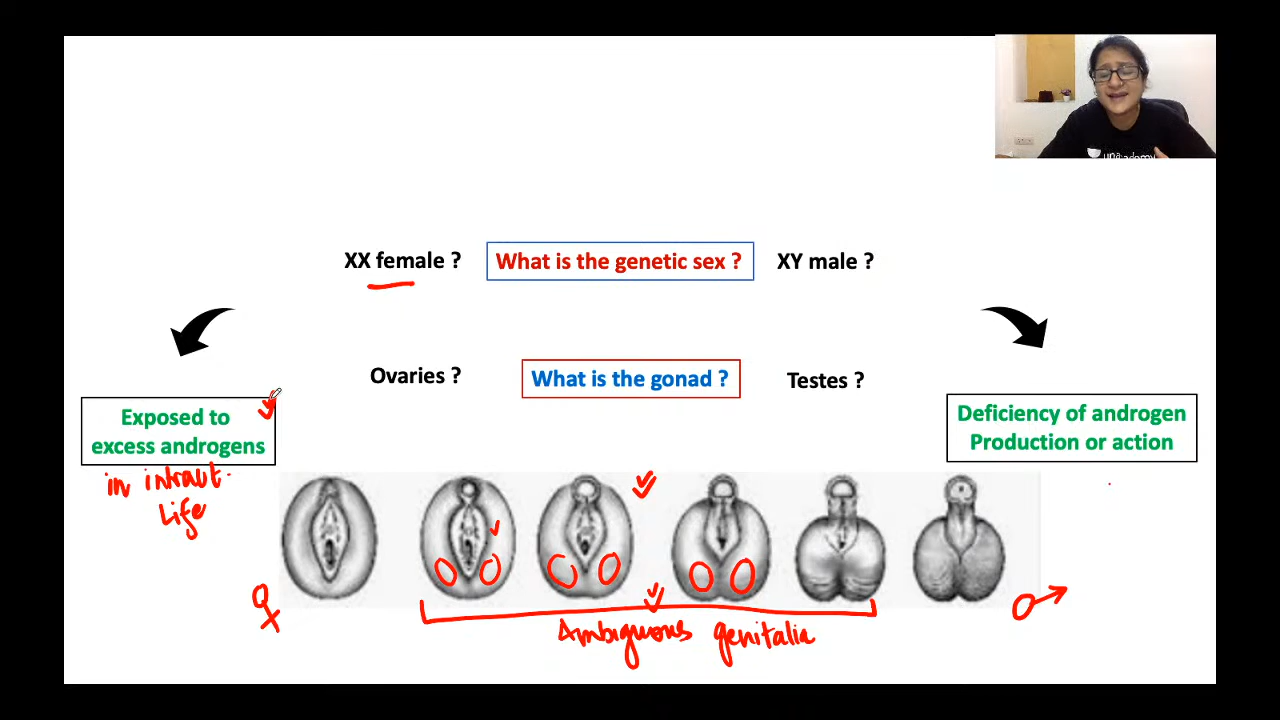 XX female ?
What is the genetic sex ?
XY male ?
Ovaries ?
What is the gonad ?
Testes ?
Exposed to
excess androgens
in intraut.
Life
Deficiency of androgen
Production or action
Ambiguous genitalia
unacademy